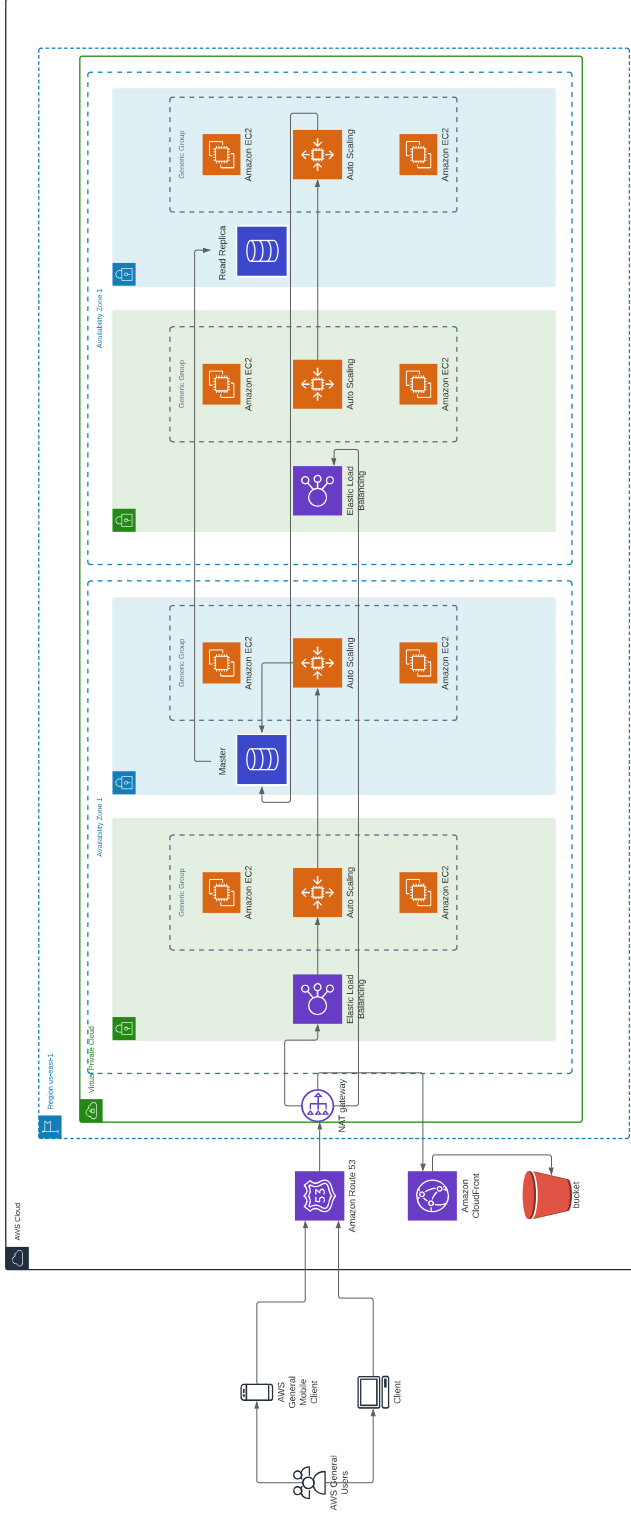 AWS Cloud
Region us-east-1
Virtual Private Cloud
Availability Zone 1
Availability Zone 1
AWS General
Users
AWS
General
Mobile
Client
Client
Amazon Route 53
53
Amazon
CloudFront
bucket
NAT gateway
Elastic Load
Balancing
Generic Group
Amazon EC2
Auto Scaling
Amazon EC2
Master
Generic Group
Amazon EC2
Auto Scaling
Amazon EC2
Elastic Load
Balancing
Generic Group
Amazon EC2
Auto Scaling
Amazon EC2
Read Replica
Generic Group
Amazon EC2
Auto Scaling
Amazon EC2